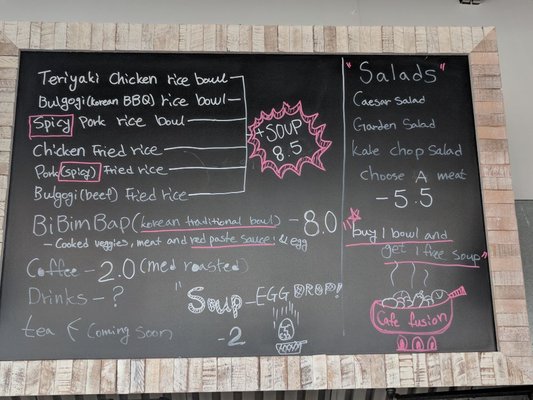 Teriyaki Chicken rice bowl
Bulgogi (Korean BBQ) rice bowl
Spicy Pork rice bowl
Chicken Fried rice
Pork (spicy) Fried rice
Bulgogi (beef) Fried rice
+ SOUP
8.5
BiBimBap (korean traditional bowl) - 8.0
- Cooked veggies, meat and red paste sauce, & egg
Coffee - 2.0 (med roasted)
Drinks - ?
tea ( Coming soon
"Soup - EGG DROP!
- 2
"Salads"
Caesar Salad
Garden Salad
kale chop Salad
choose A meat
- 5.5
"buy 1 bowl and
get 1 free soup"
Cafe fusion